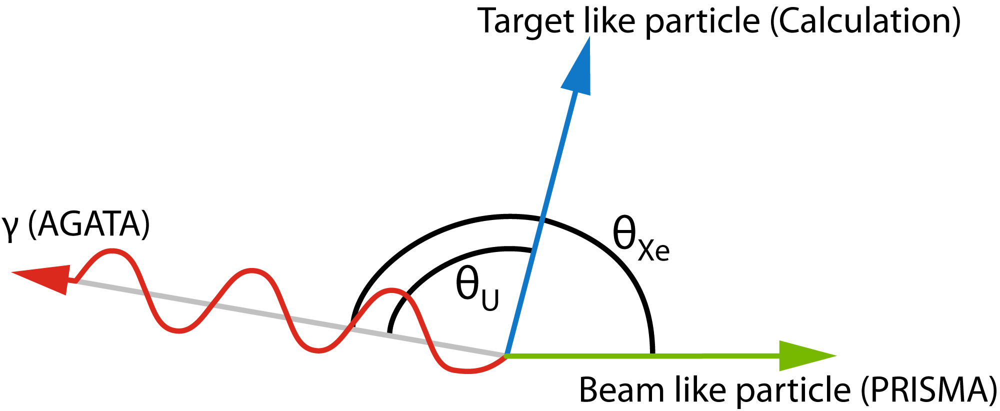 Target like particle (Calculation)
γ (AGATA)
θXe
θU
Beam like particle (PRISMA)